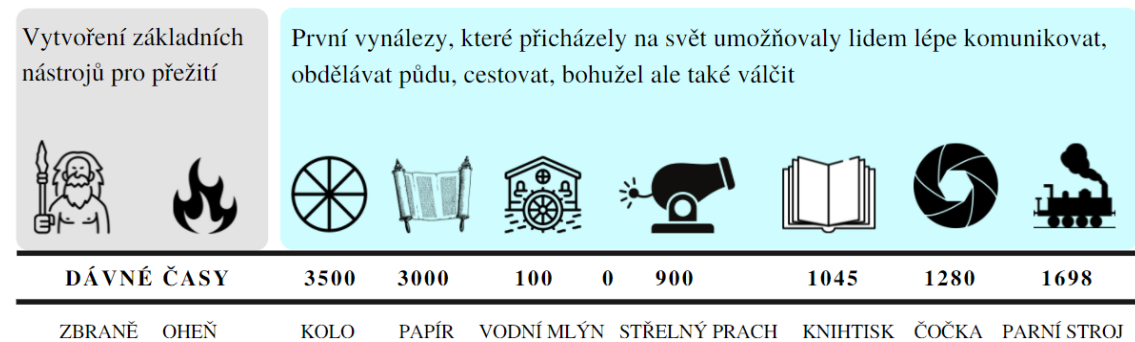 Vytvoření základních
nástrojů pro přežití
První vynálezy, které přicházely na svět umožňovaly lidem lépe komunikovat,
obdělávat půdu, cestovat, bohužel ale také válčit
DÁVNÉ ČASY 3500 3000 100 0 900 1045 1280 1698
ZBRANĚ OHEŇ KOLO PAPÍR VODNÍ MLÝN STŘELNÝ PRACH KNIHTISK ČOČKA PARNÍ STROJ